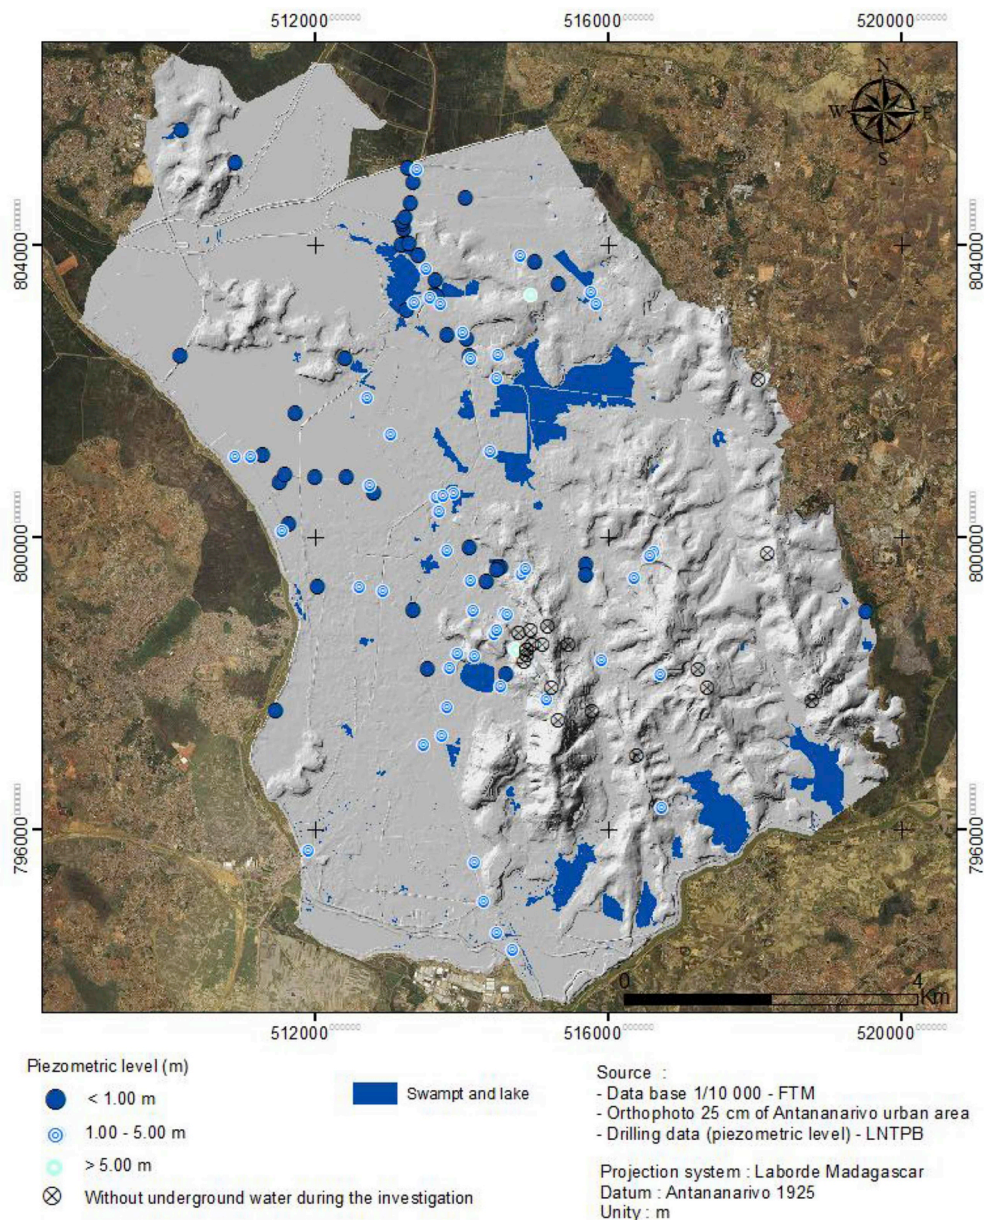 512000 516000 520000
N
W E
S
804000 804000
800000 800000
796000 796000
0 4
Km
512000 516000 520000
Piezometric level (m)
< 1.00 m
1.00 - 5.00 m
> 5.00 m
Without underground water during the investigation
Swampt and lake
Source :
- Data base 1/10 000 - FTM
- Orthophoto 25 cm of Antananarivo urban area
- Drilling data (piezometric level) - LNTPB
Projection system : Laborde Madagascar
Datum : Antananarivo 1925
Unity : m